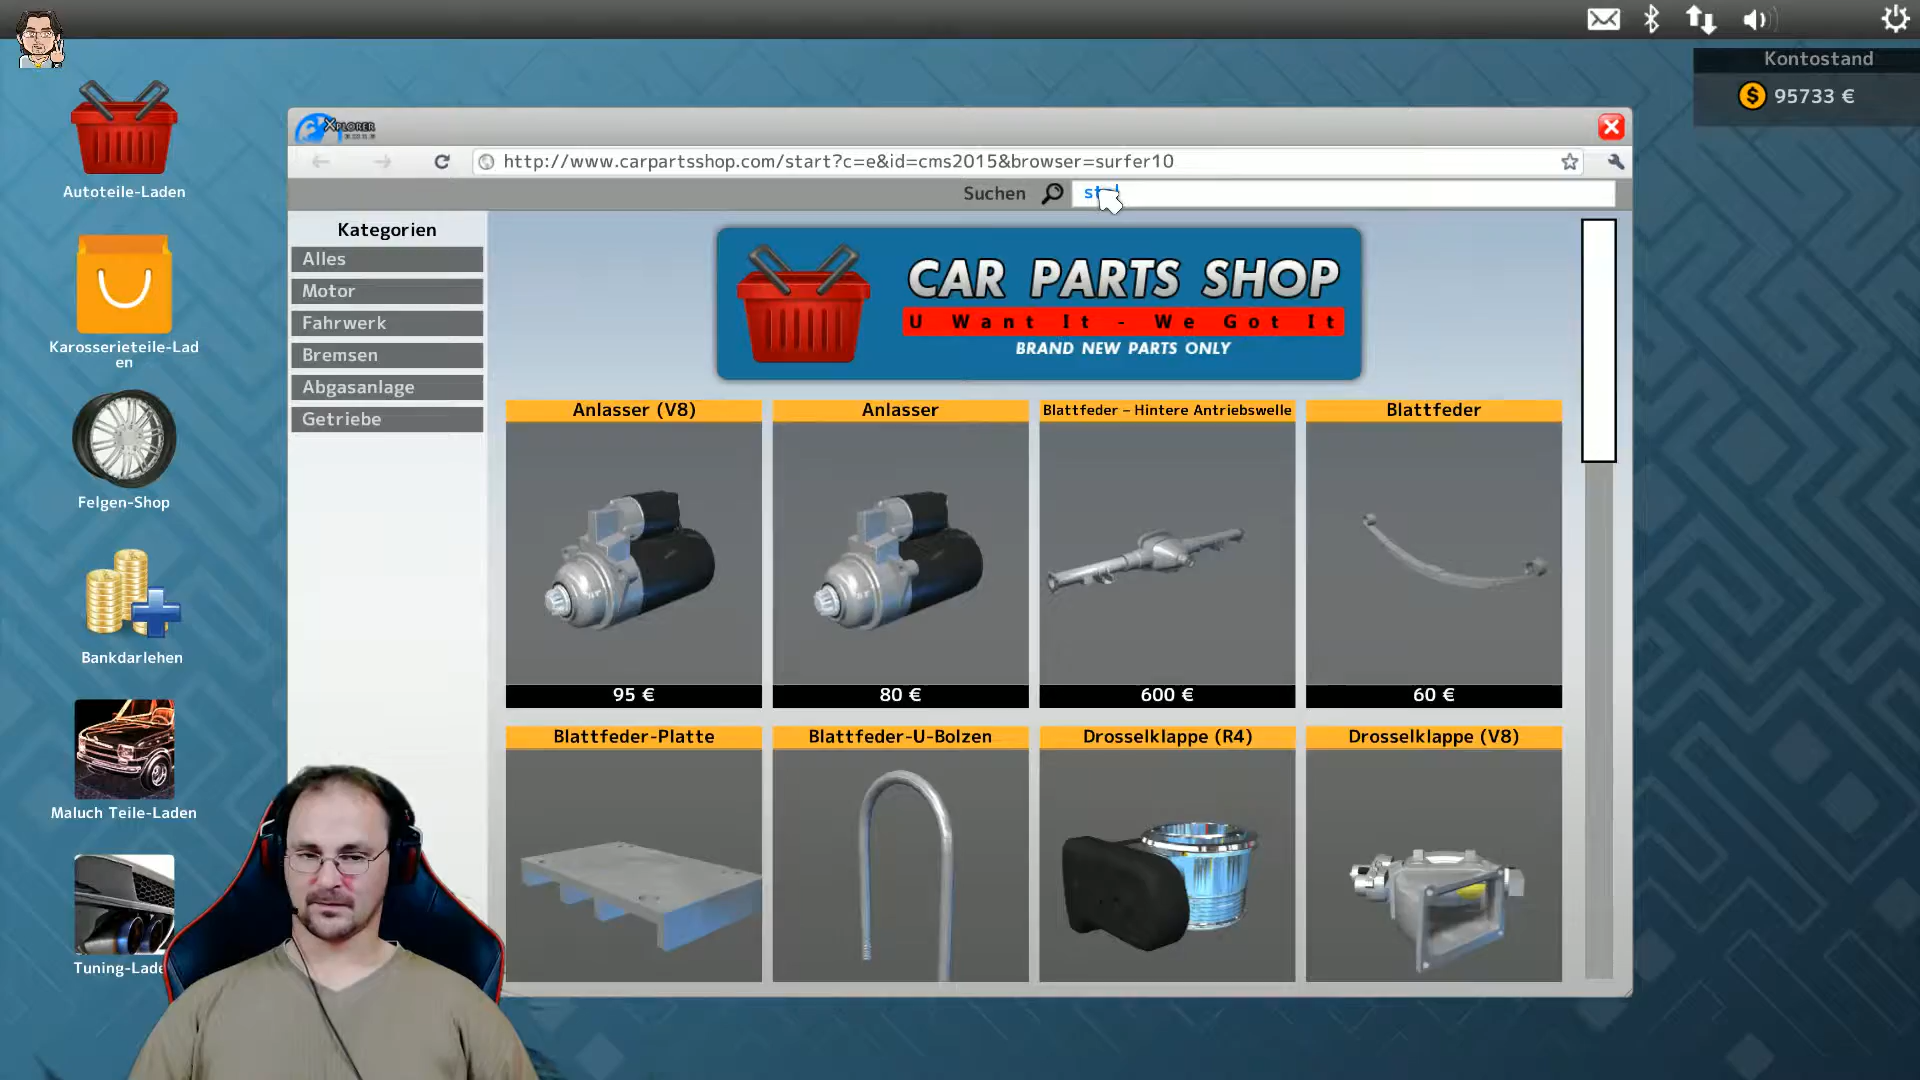 Kontostand
95733 €
Autoteile-Laden
Karosserieteile-Lad
en
Felgen-Shop
Bankdarlehen
Maluch Teile-Laden
XPLORER
http://www.carpartsshop.com/start?c=e&id=cms2015&browser=surfer10
Suchen
Kategorien
Alles
Motor
Fahrwerk
Bremsen
Abgasanlage
Getriebe
CAR PARTS SHOP
U Want It - We Got It
BRAND NEW PARTS ONLY
Anlasser (V8)
Anlasser
Blattfeder – Hintere Antriebswelle
Blattfeder
95 €
80 €
600 €
60 €
Blattfeder-Platte
Blattfeder-U-Bolzen
Drosselklappe (R4)
Drosselklappe (V8)